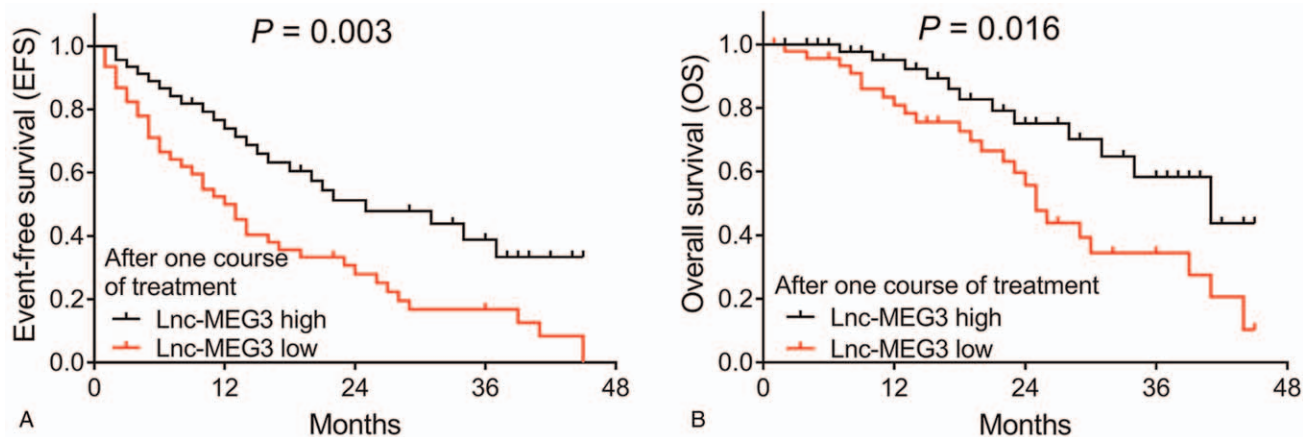 P = 0.003
Event-free survival (EFS)
1.0
0.8
0.6
0.4
0.2
0.0
After one course
of treatment
Lnc-MEG3 high
Lnc-MEG3 low
0 12 24 36 48
Months
A
P = 0.016
Overall survival (OS)
1.0
0.8
0.6
0.4
0.2
0.0
After one course of treatment
Lnc-MEG3 high
Lnc-MEG3 low
0 12 24 36 48
Months
B